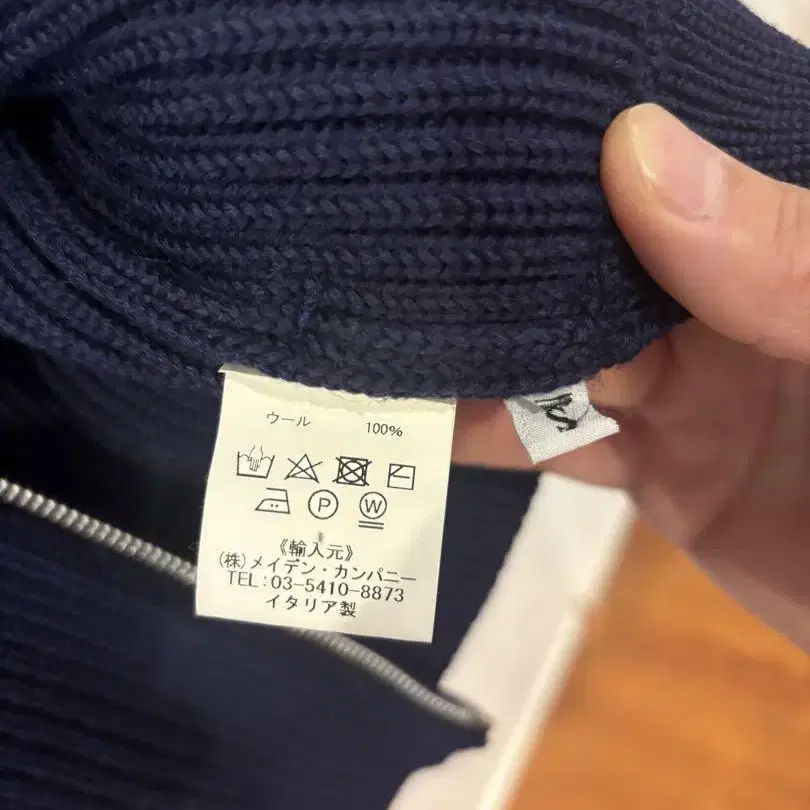 ウール 100%
P W
《輸入元》
(株)メイデン・カンパニー
TEL:03-5410-8873
イタリア製